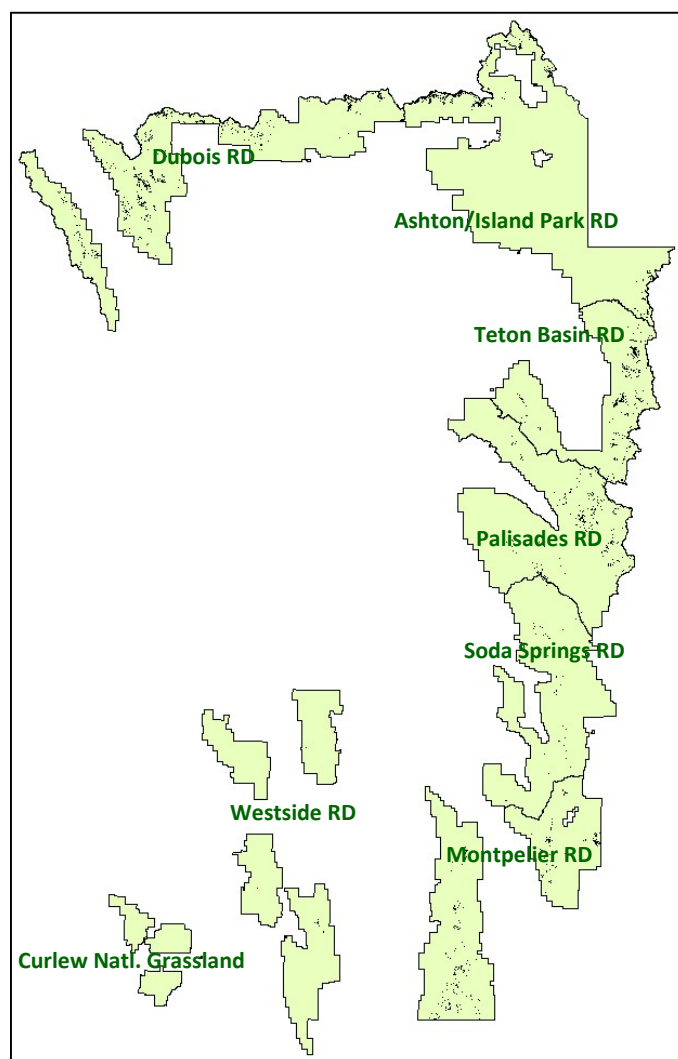 Dubois RD
Ashton/Island Park RD
Teton Basin RD
Palisades RD
Soda Springs RD
Westside RD
Montpelier RD
Curlew Natl. Grassland